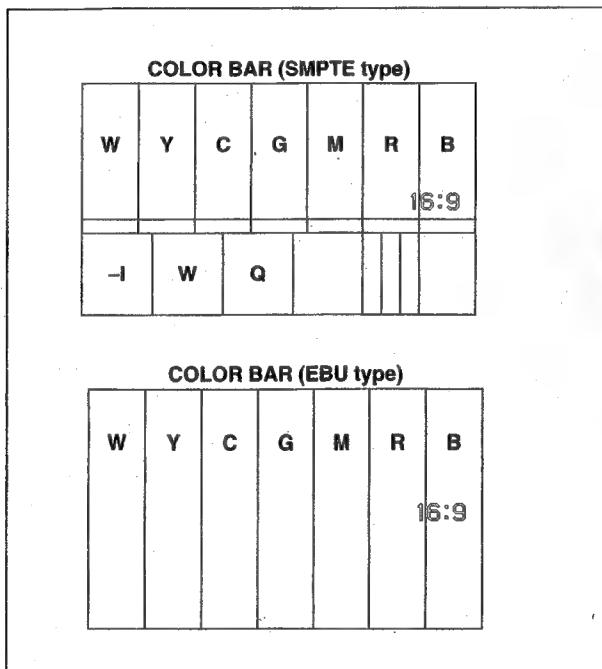 COLOR BAR (SMPTE type)
W Y C G M R B
16:9
–I W Q
COLOR BAR (EBU type)
W Y C G M R B
16:9